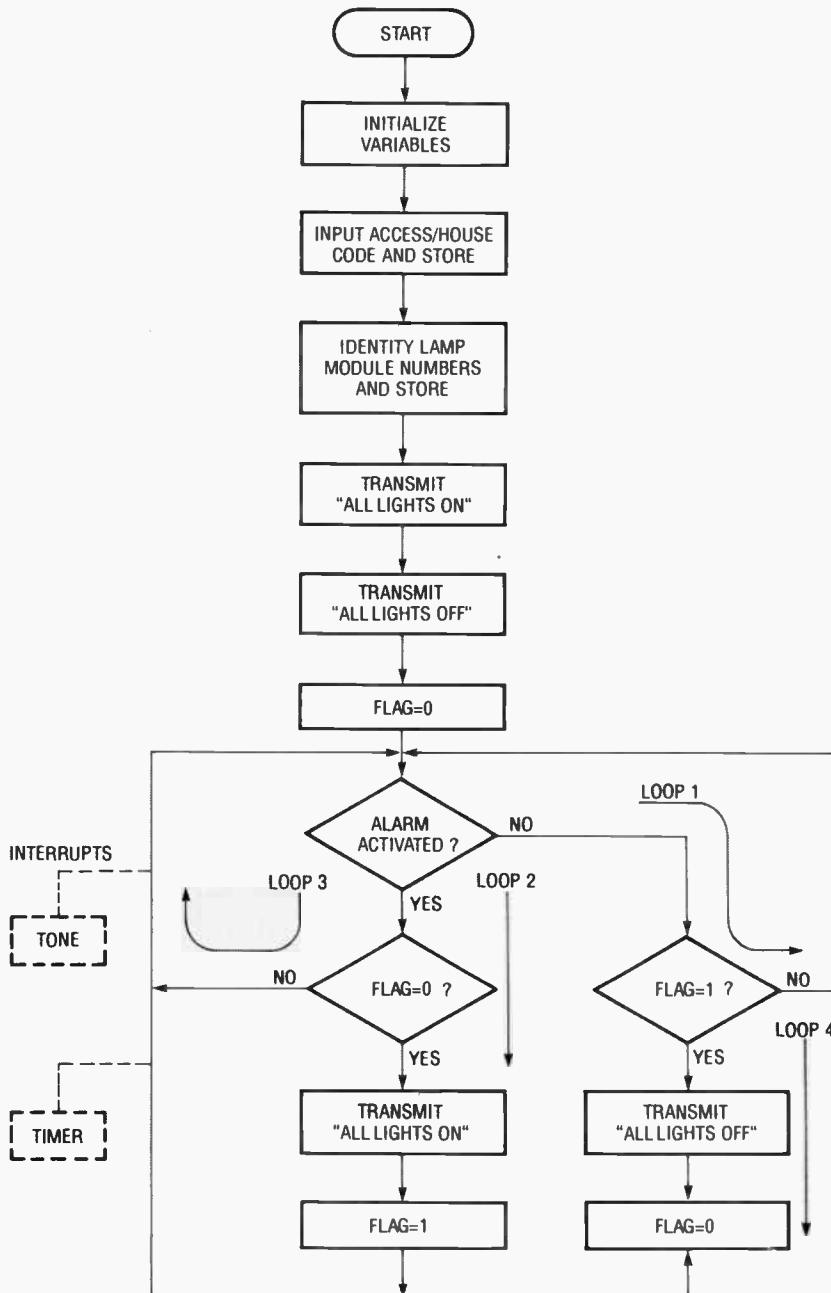 START
INITIALIZE
VARIABLES
INPUT ACCESS/HOUSE
CODE AND STORE
IDENTITY LAMP
MODULE NUMBERS
AND STORE
TRANSMIT
"ALL LIGHTS ON"
TRANSMIT
"ALL LIGHTS OFF"
FLAG=0
ALARM
ACTIVATED ?
NO
LOOP 1
INTERRUPTS
TONE
LOOP 3
YES
LOOP 2
NO
FLAG=0 ?
FLAG=1 ?
NO
LOOP 4
YES
YES
TIMER
TRANSMIT
"ALL LIGHTS ON"
TRANSMIT
"ALL LIGHTS OFF"
FLAG=1
FLAG=0